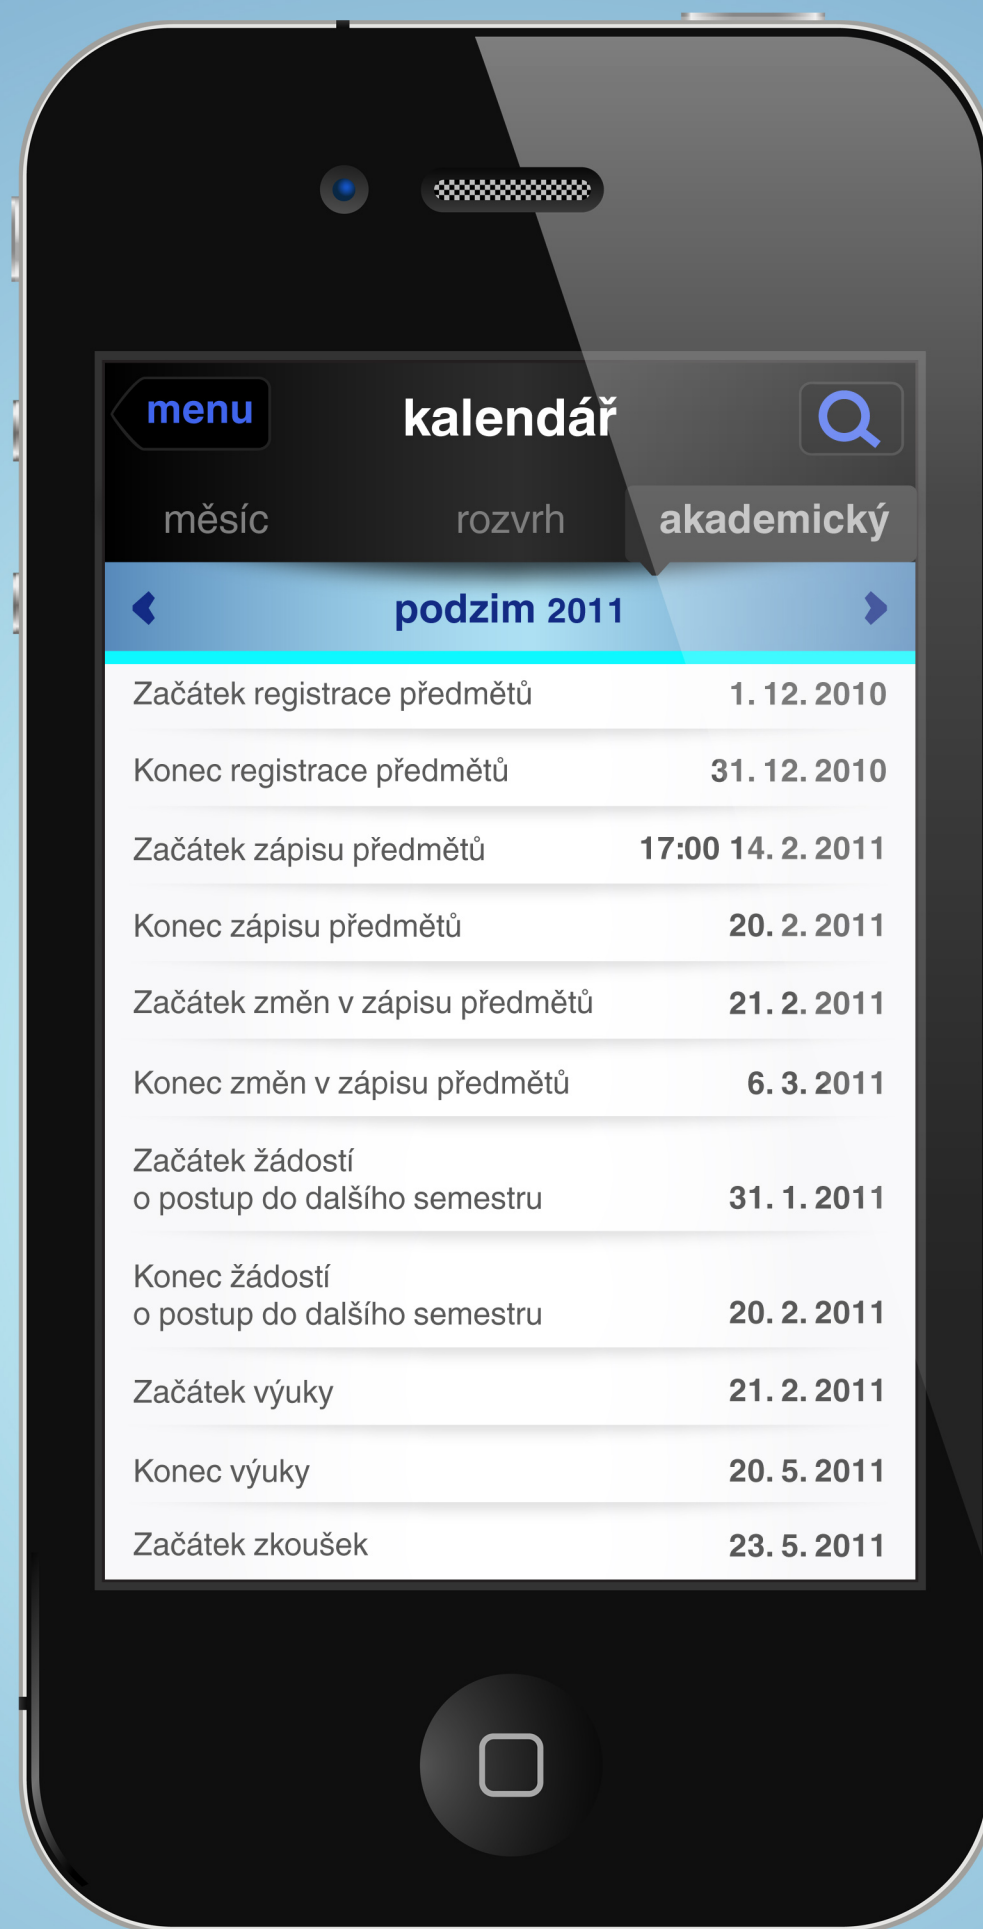 menu kalendář
měsíc rozvrh akademický
podzim 2011
Začátek registrace předmětů 1. 12. 2010
Konec registrace předmětů 31. 12. 2010
Začátek zápisu předmětů 17:00 14. 2. 2011
Konec zápisu předmětů 20. 2. 2011
Začátek změn v zápisu předmětů 21. 2. 2011
Konec změn v zápisu předmětů 6. 3. 2011
Začátek žádostí
o postup do dalšího semestru 31. 1. 2011
Konec žádostí
o postup do dalšího semestru 20. 2. 2011
Začátek výuky 21. 2. 2011
Konec výuky 20. 5. 2011
Začátek zkoušek 23. 5. 2011